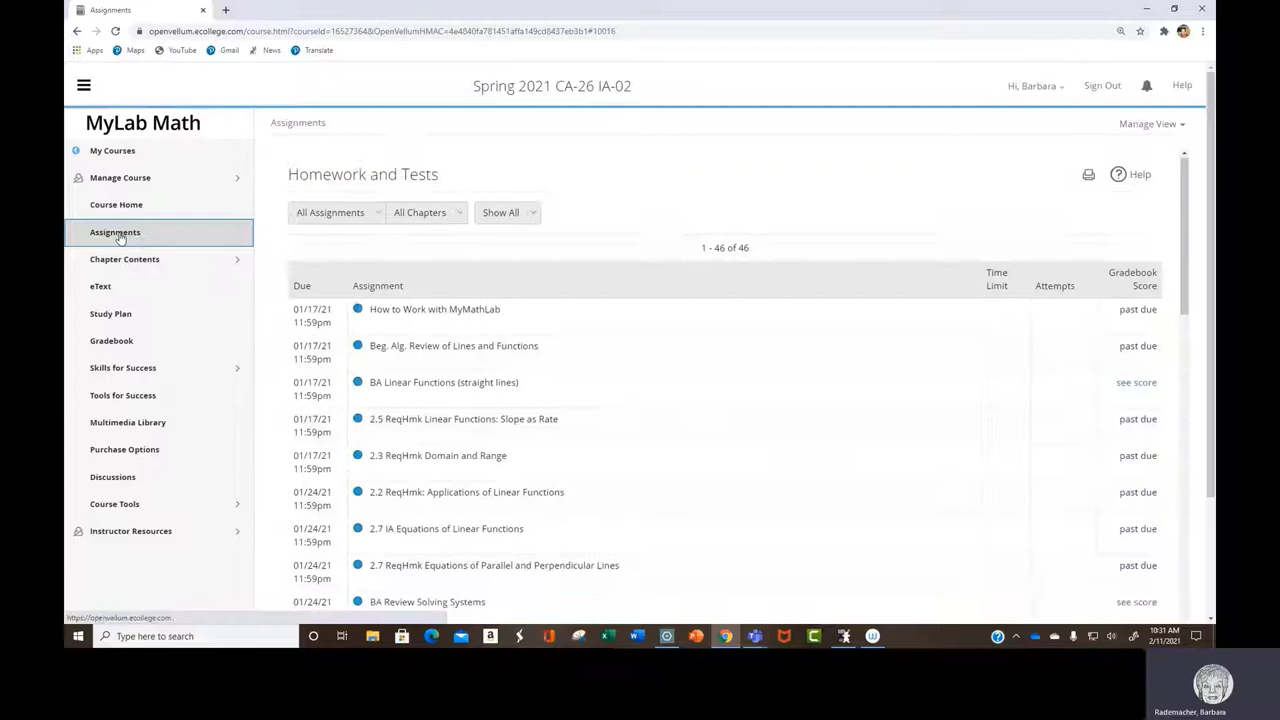 Assignments
openvellum.ecollege.com/course.html?courseId=16527364&OpenVellumHMAC=4e4840fa781451affa149cd8437eb3b1#10016
Apps Maps YouTube Gmail News Translate
Spring 2021 CA-26 IA-02
Hi, Barbara
Sign Out
Help
MyLab Math
My Courses
Manage Course
Course Home
Assignments
Chapter Contents
eText
Study Plan
Gradebook
Skills for Success
Tools for Success
Multimedia Library
Purchase Options
Discussions
Course Tools
Instructor Resources
https://openvellum.ecollege.com
Assignments
Manage View
Homework and Tests
Help
All Assignments All Chapters Show All
1 - 46 of 46
Due Assignment Time Limit Attempts Gradebook Score
01/17/21 11:59pm How to Work with MyMathLab past due
01/17/21 11:59pm Beg. Alg. Review of Lines and Functions past due
01/17/21 11:59pm BA Linear Functions (straight lines) see score
01/17/21 11:59pm 2.5 ReqHmk Linear Functions: Slope as Rate past due
01/17/21 11:59pm 2.3 ReqHmk Domain and Range past due
01/24/21 11:59pm 2.2 ReqHmk: Applications of Linear Functions past due
01/24/21 11:59pm 2.7 IA Equations of Linear Functions past due
01/24/21 11:59pm 2.7 ReqHmk Equations of Parallel and Perpendicular Lines past due
01/24/21 BA Review Solving Systems see score
Type here to search
10:31 AM
2/11/2021
Rademacher, Barbara